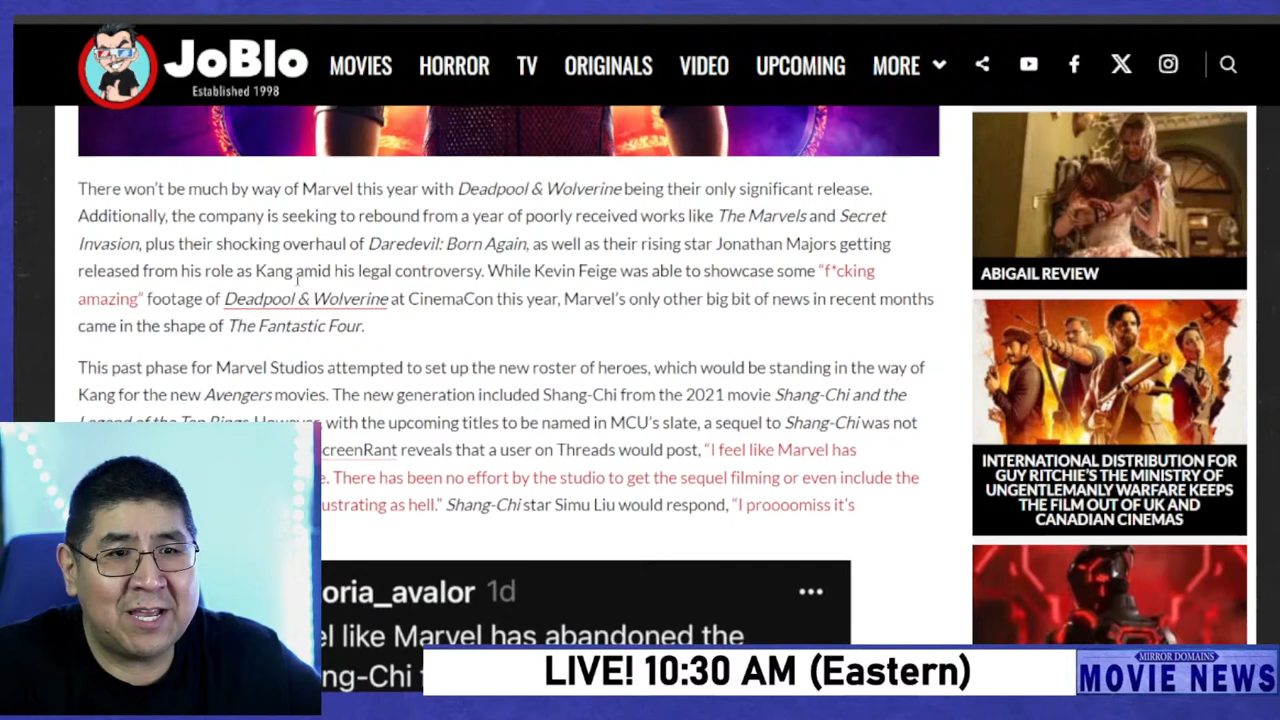 JoBlo
Established 1998
MOVIES HORROR TV ORIGINALS VIDEO UPCOMING MORE
There won't be much by way of Marvel this year with Deadpool & Wolverine being their only significant release.
Additionally, the company is seeking to rebound from a year of poorly received works like The Marvels and Secret
Invasion, plus their shocking overhaul of Daredevil: Born Again, as well as their rising star Jonathan Majors getting
released from his role as Kang amid his legal controversy. While Kevin Feige was able to showcase some “f*cking
amazing” footage of Deadpool & Wolverine at CinemaCon this year, Marvel's only other big bit of news in recent months
came in the shape of The Fantastic Four.
This past phase for Marvel Studios attempted to set up the new roster of heroes, which would be standing in the way of
Kang for the new Avengers movies. The new generation included Shang-Chi from the 2021 movie Shang-Chi and the
Legend of the Ten Rings. However, with the upcoming titles to be named in MCU's slate, a sequel to Shang-Chi was not
creenRant reveals that a user on Threads would post, “I feel like Marvel has
e. There has been no effort by the studio to get the sequel filming or even include the
ustrating as hell.” Shang-Chi star Simu Liu would respond, “I proooomiss it's
oria_avalor 1d
el like Marvel has abandoned the
ng-Chi
ABIGAIL REVIEW
INTERNATIONAL DISTRIBUTION FOR
GUY RITCHIE'S THE MINISTRY OF
UNGENTLEMANLY WARFARE KEEPS
THE FILM OUT OF UK AND
CANADIAN CINEMAS
LIVE! 10:30 AM (Eastern)
MIRROR DOMAINS
MOVIE NEWS